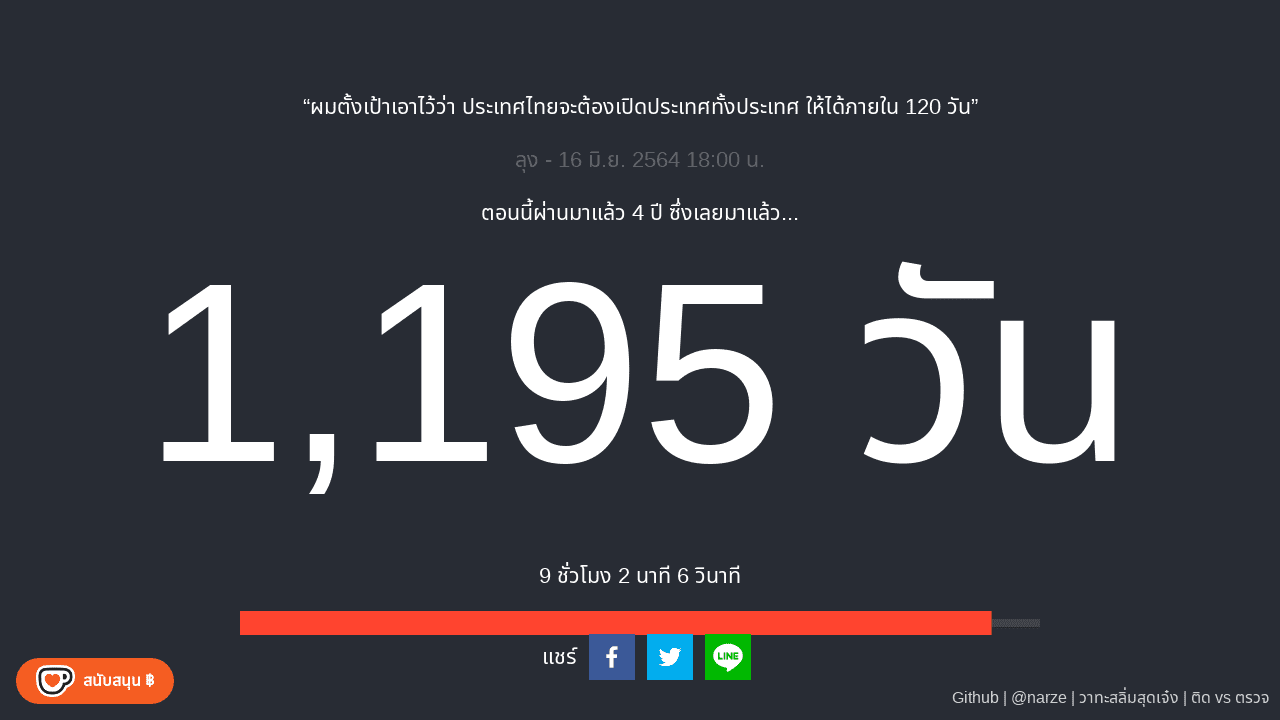 “ผมตั้งเป้าเอาไว้ว่า ประเทศไทยจะต้องเปิดประเทศทั้งประเทศ ให้ได้ภายใน 120 วัน”
ลุง - 16 มิ.ย. 2564 18:00 น.
ตอนนี้ผ่านมาแล้ว 4 ปี ซึ่งเลยมาแล้ว...
1,195 วัน
9 ชั่วโมง 2 นาที 6 วินาที
แชร์
LINE
สนับสนุน ฿
Github | @narze | วาทะสลิ่มสุดเจ๋ง | ติด vs ตรวจ